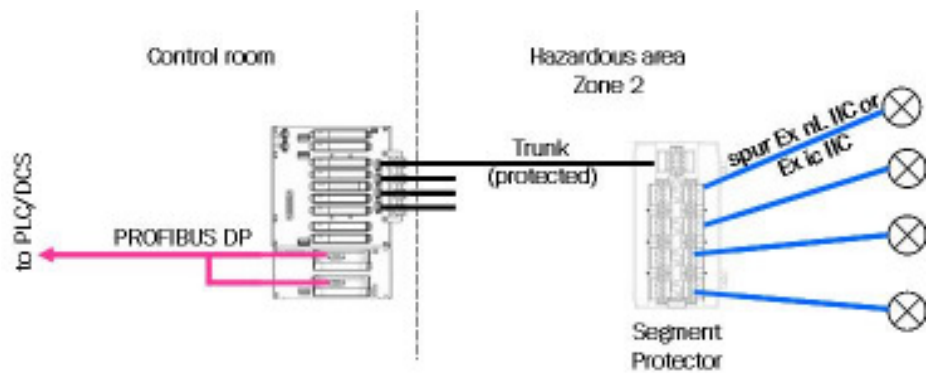 Control room
Hazardous area
Zone 2
Trunk
(protected)
spur Ex nL IIC or
Ex ic IIC
PROFIBUS DP
to PLC/DCS
Segment
Protector